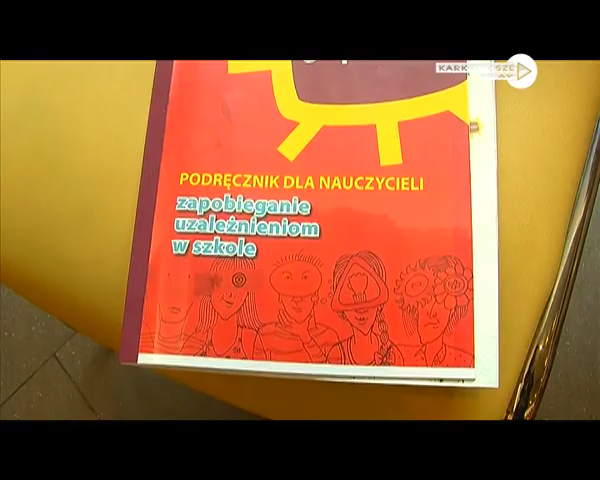 PODRĘCZNIK DLA NAUCZYCIELI
zapobieganie
uzależnieniom
w szkole